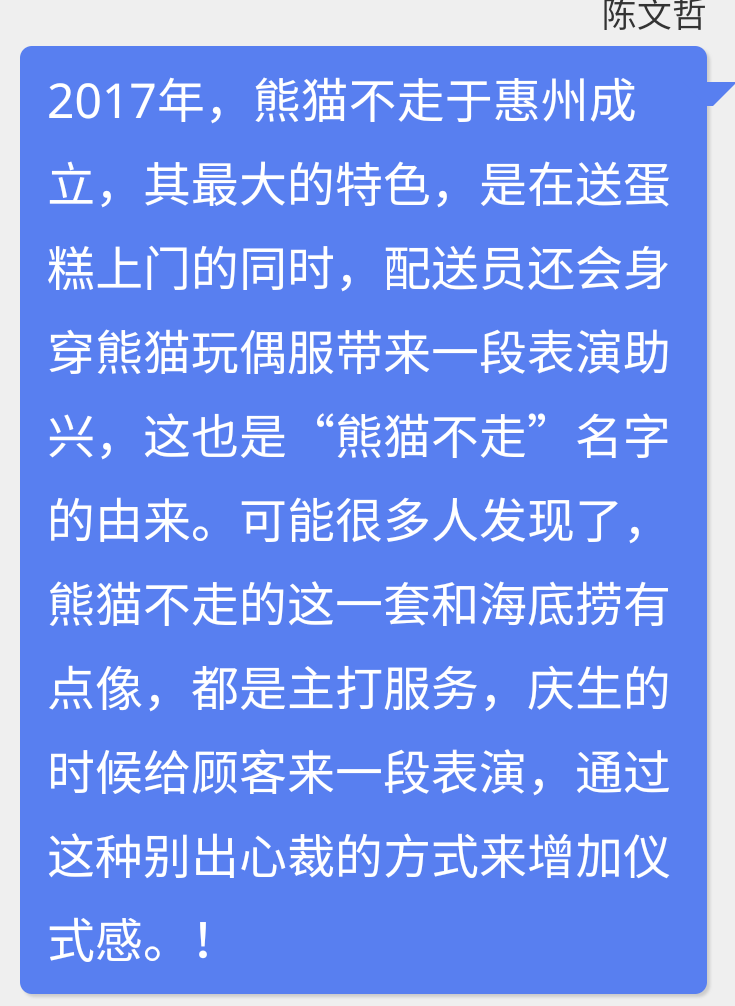 陈文哲
2017年，熊猫不走于惠州成
立，其最大的特色，是在送蛋
糕上门的同时，配送员还会身
穿熊猫玩偶服带来一段表演助
兴，这也是“熊猫不走”名字
的由来。可能很多人发现了，
熊猫不走的这一套和海底捞有
点像，都是主打服务，庆生的
时候给顾客来一段表演，通过
这种别出心裁的方式来增加仪
式感。！